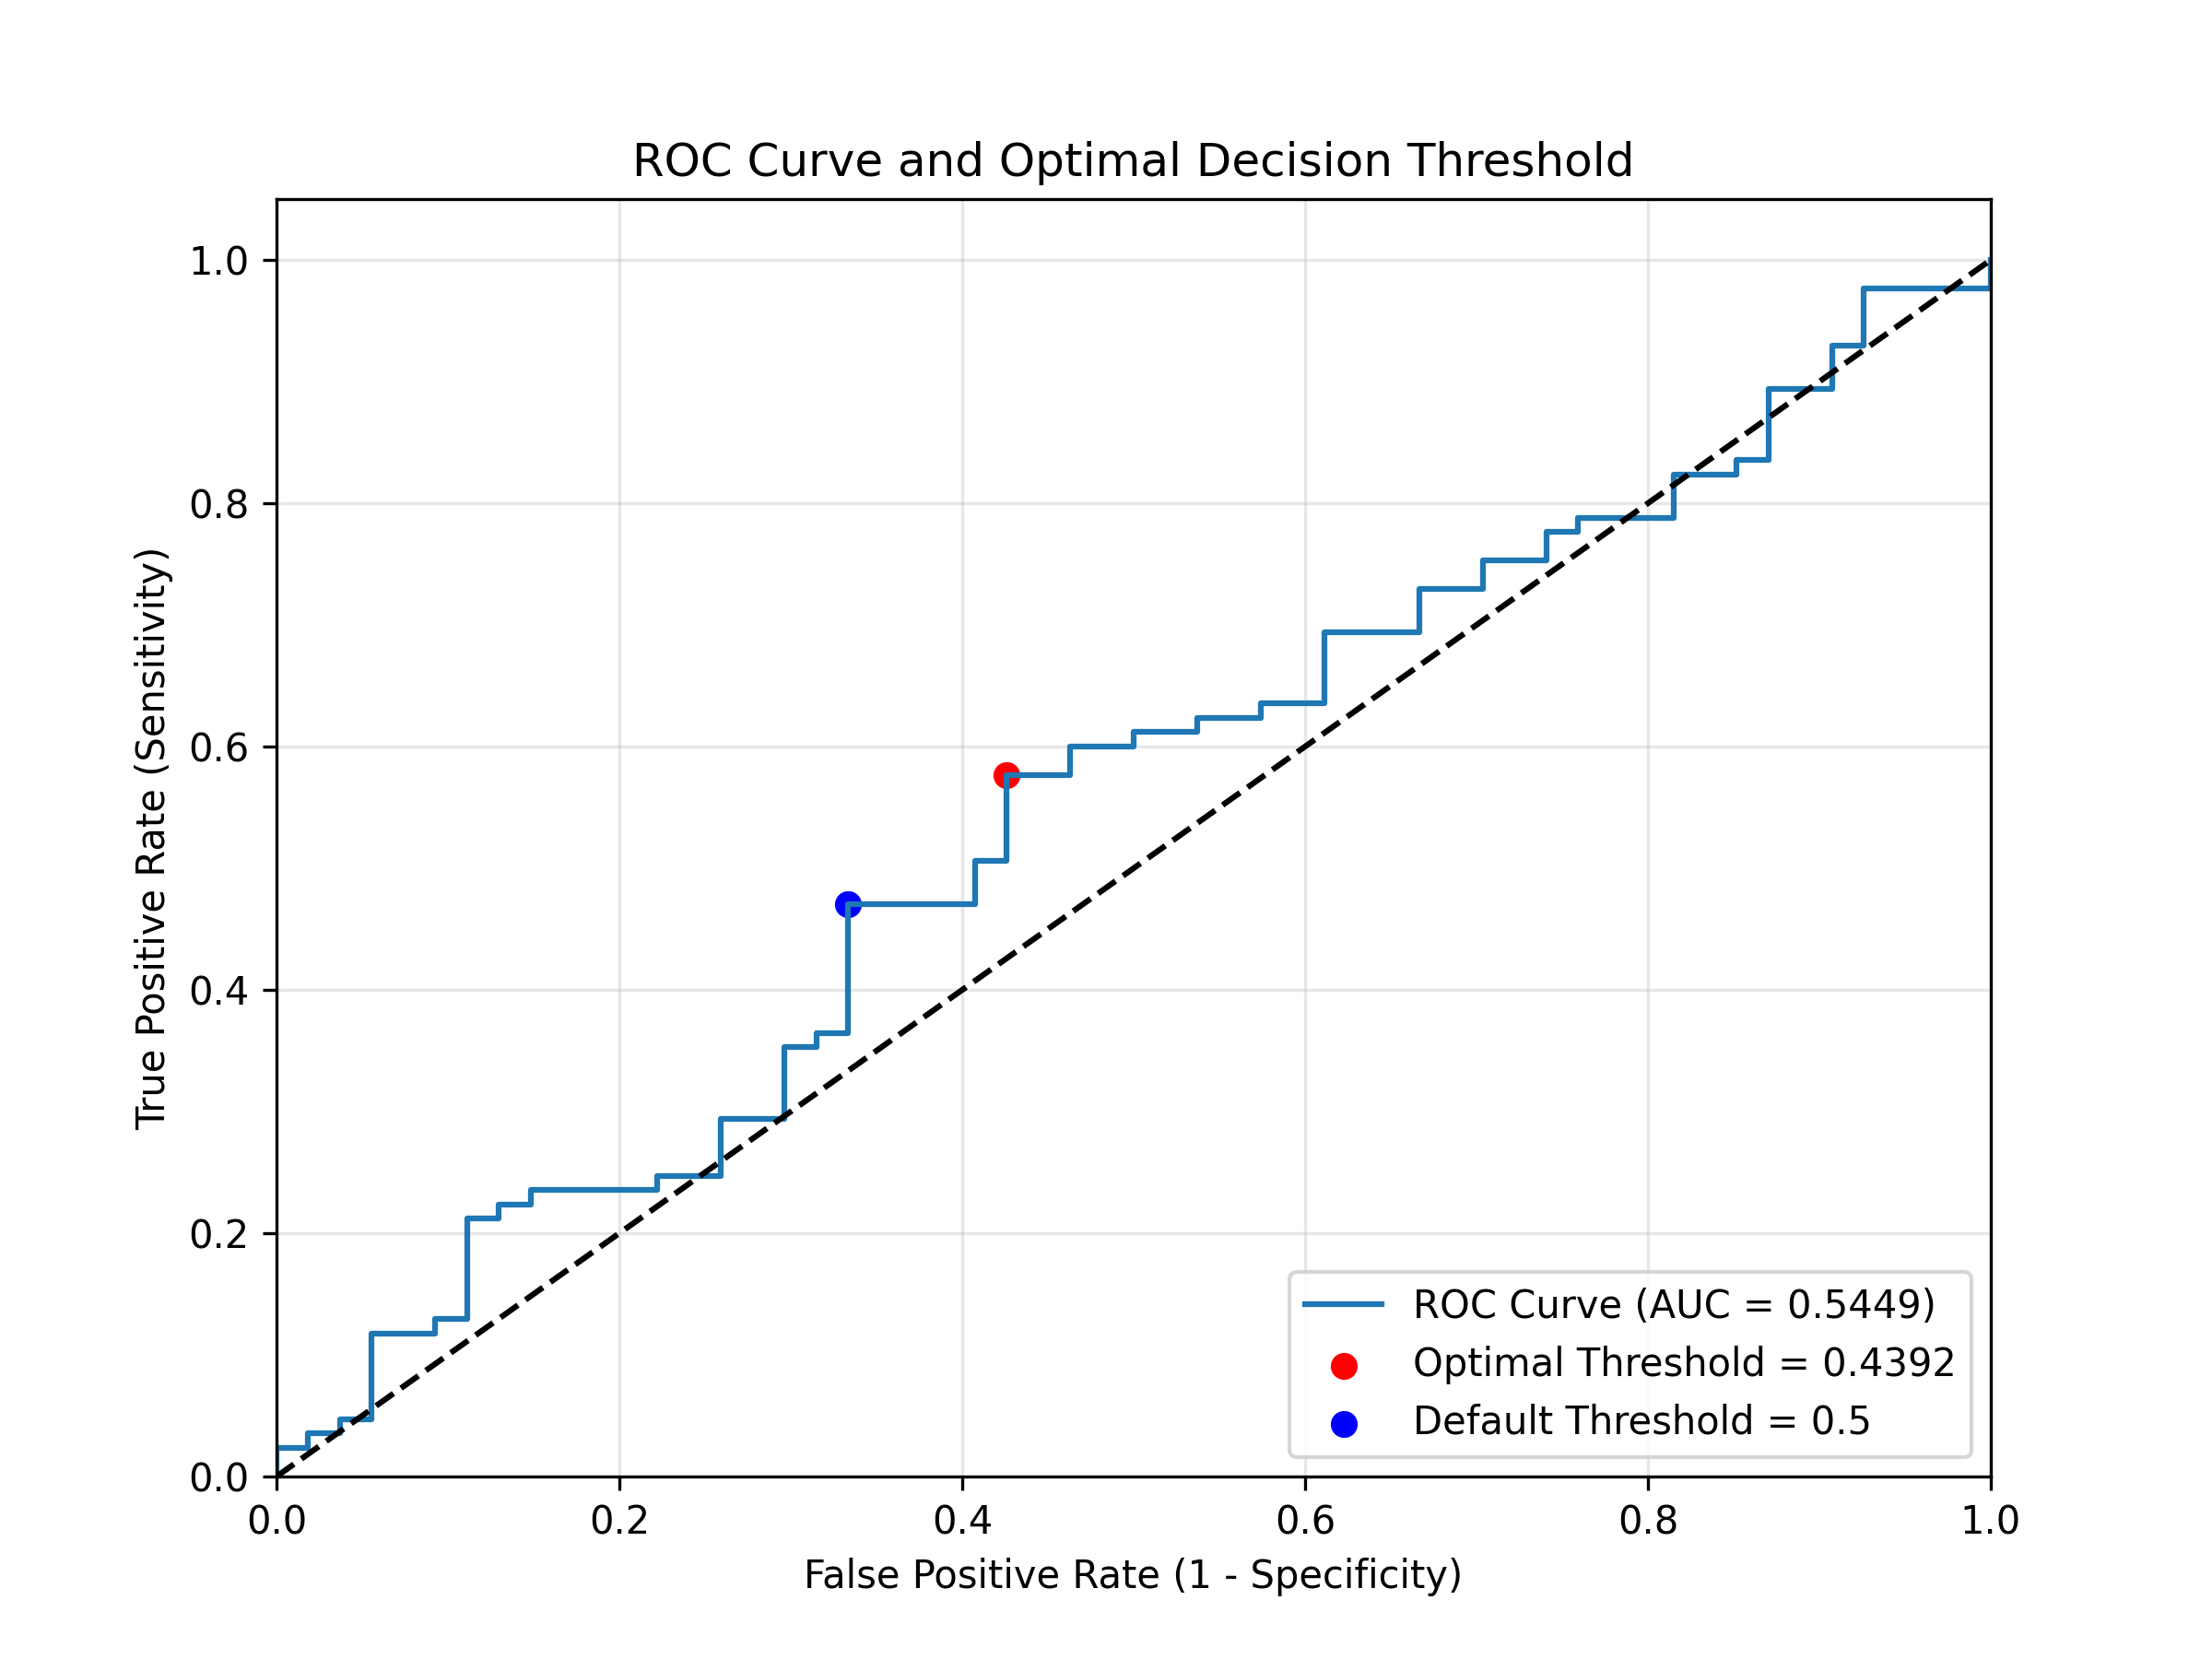 ROC Curve and Optimal Decision Threshold
True Positive Rate (Sensitivity)
1.0
0.8
0.6
0.4
0.2
0.0
0.0 0.2 0.4 0.6 0.8 1.0
False Positive Rate (1 - Specificity)
ROC Curve (AUC = 0.5449)
Optimal Threshold = 0.4392
Default Threshold = 0.5